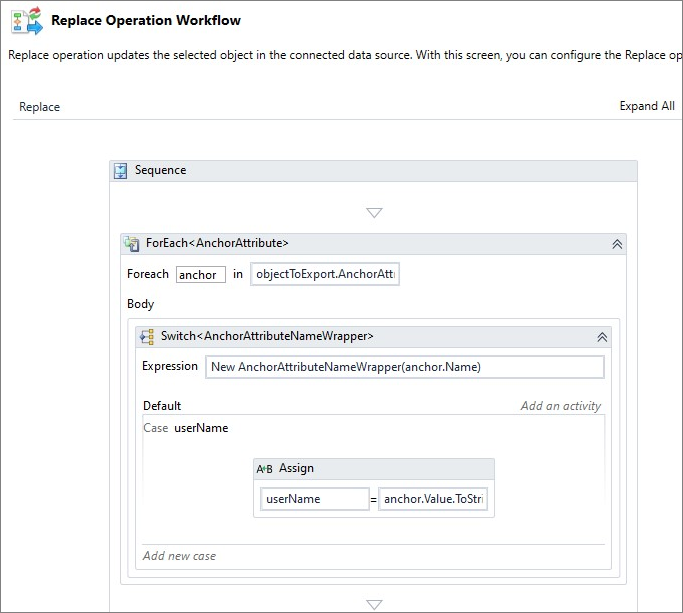 Replace Operation Workflow
Replace operation updates the selected object in the connected data source. With this screen, you can configure the Replace op
Replace
Expand All
Sequence
ForEach<AnchorAttribute>
Foreach anchor in objectToExport.AnchorAttı
Body
Switch<AnchorAttributeNameWrapper>
Expression New AnchorAttributeNameWrapper(anchor.Name)
Default Add an activity
Case userName
A+B Assign
userName = anchor.Value.ToStri
Add new case